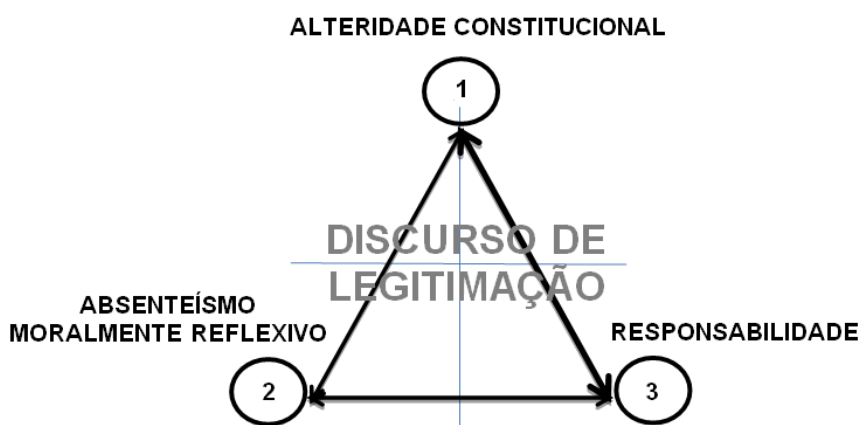 ALTERIDADE CONSTITUCIONAL
1
DISCURSO DE
LEGITIMAÇÃO
ABSENTEÍSMO
MORALMENTE REFLEXIVO
RESPONSABILIDADE
2
3